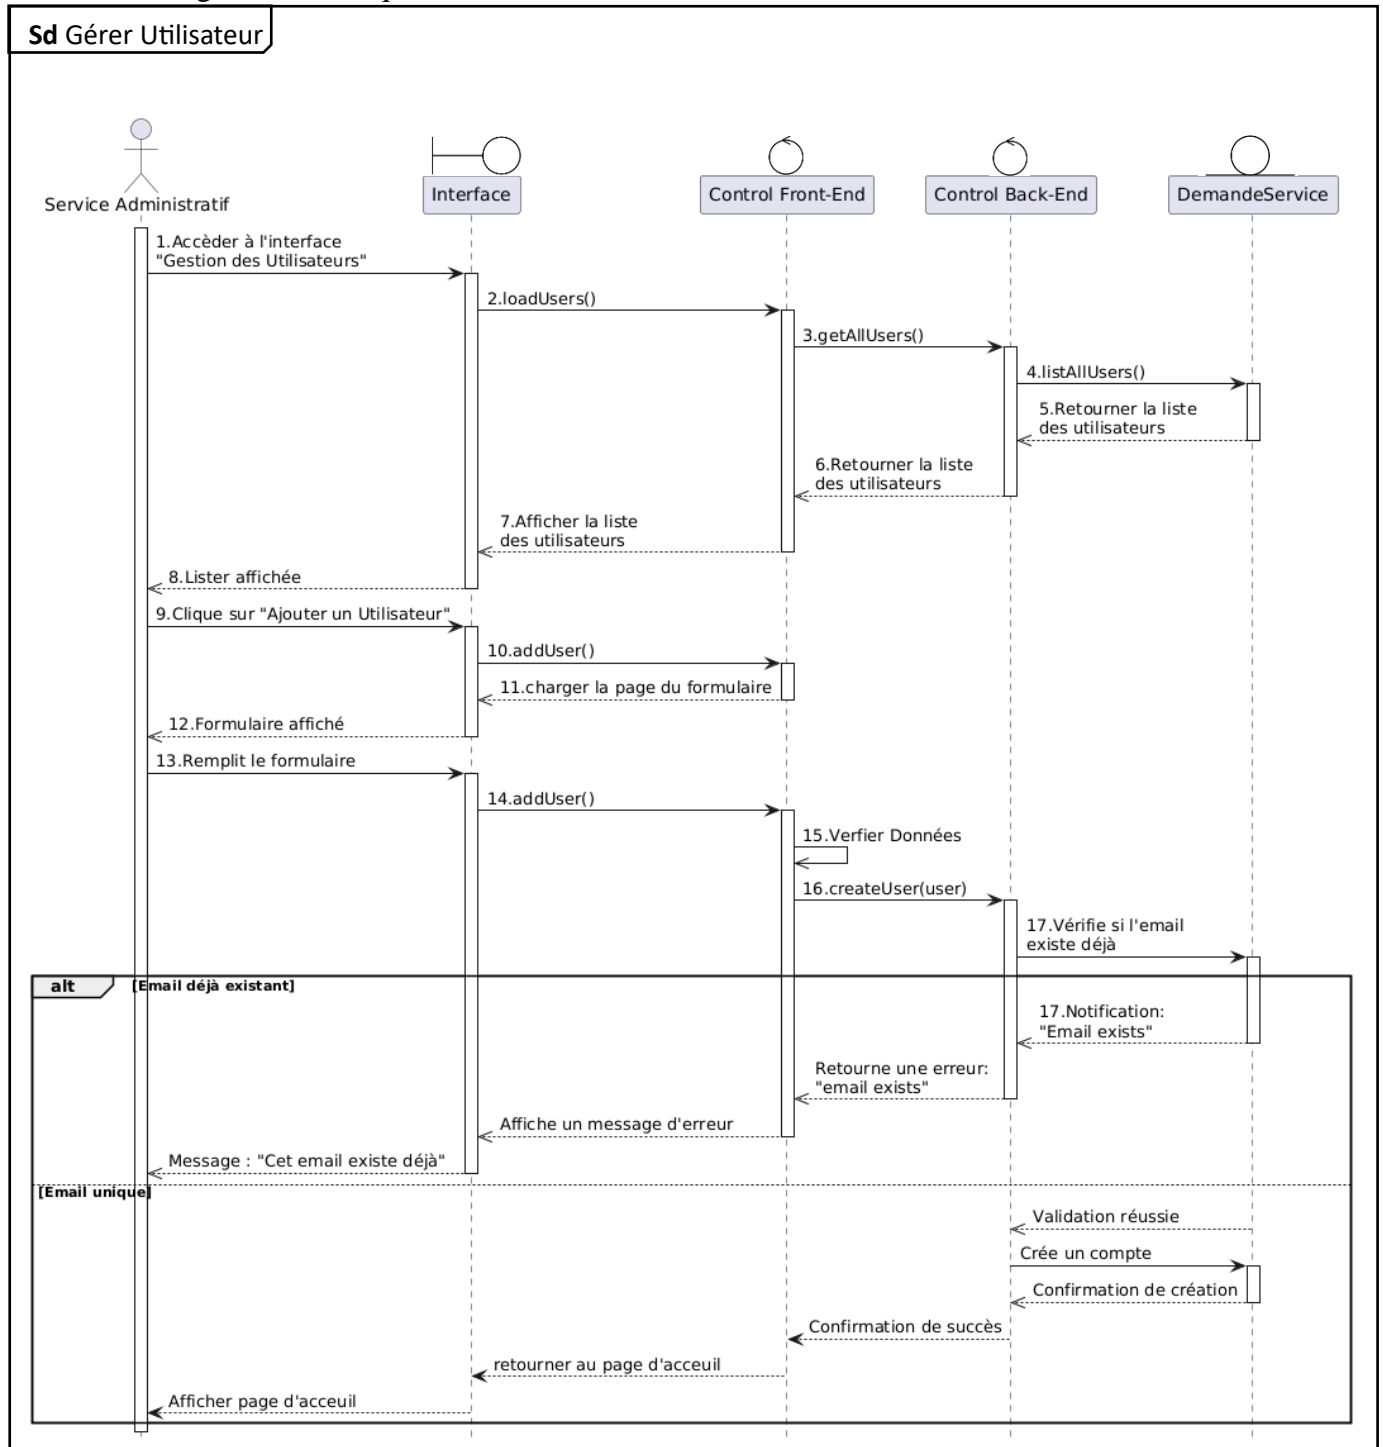 Sd Gérer Utilisateur
Service Administratif
Interface
Control Front-End
Control Back-End
DemandeService
1.Accèder à l'interface
"Gestion des Utilisateurs"
2.loadUsers()
3.getAllUsers()
4.listAllUsers()
5.Retourner la liste
des utilisateurs
6.Retourner la liste
des utilisateurs
7.Afficher la liste
des utilisateurs
8.Lister affichée
9.Clique sur "Ajouter un Utilisateur"
10.addUser()
11.charger la page du formulaire
12.Formulaire affiché
13.Remplit le formulaire
14.addUser()
15.Verfier Données
16.createUser(user)
17.Vérifie si l'email
existe déjà
alt
[Email déjà existant]
17.Notification:
"Email exists"
Retourne une erreur:
"email exists"
Affiche un message d'erreur
Message : "Cet email existe déjà"
[Email unique]
Validation réussie
Crée un compte
Confirmation de création
Confirmation de succès
retourner au page d'acceuil
Afficher page d'acceuil